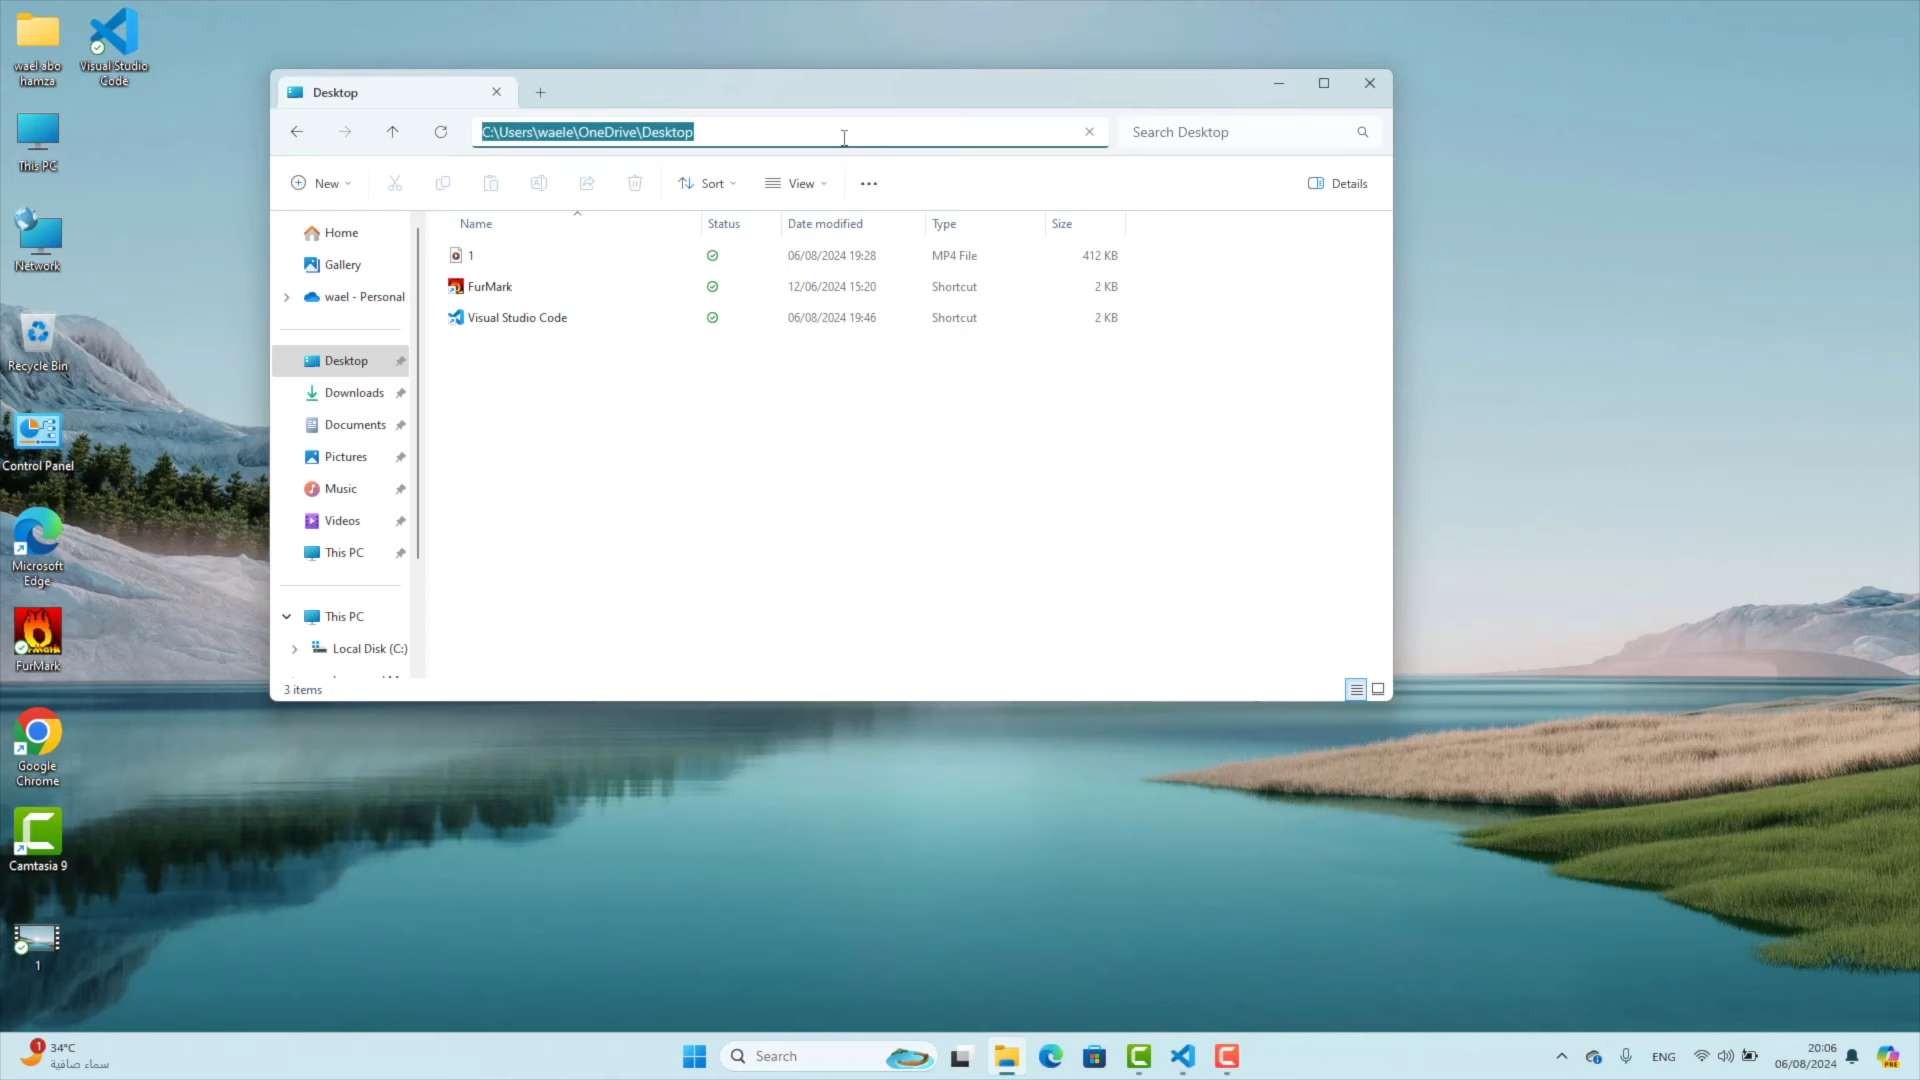 wael abo
hamza
Visual Studio
Code
This PC
Network
Recycle Bin
Control Panel
Microsoft
Edge
FurMark
Google
Chrome
Camtasia 9
1
Desktop
C:\Users\waele\OneDrive\Desktop
Search Desktop
New
Sort
View
Details
Home
Gallery
wael - Personal
Desktop
Downloads
Documents
Pictures
Music
Videos
This PC
This PC
Local Disk (C:)
Name Status Date modified Type Size
1 06/08/2024 19:28 MP4 File 412 KB
FurMark 12/06/2024 15:20 Shortcut 2 KB
Visual Studio Code 06/08/2024 19:46 Shortcut 2 KB
3 items
1
34°C
سماء صافية
Search
ENG
20:06
06/08/2024
PRE